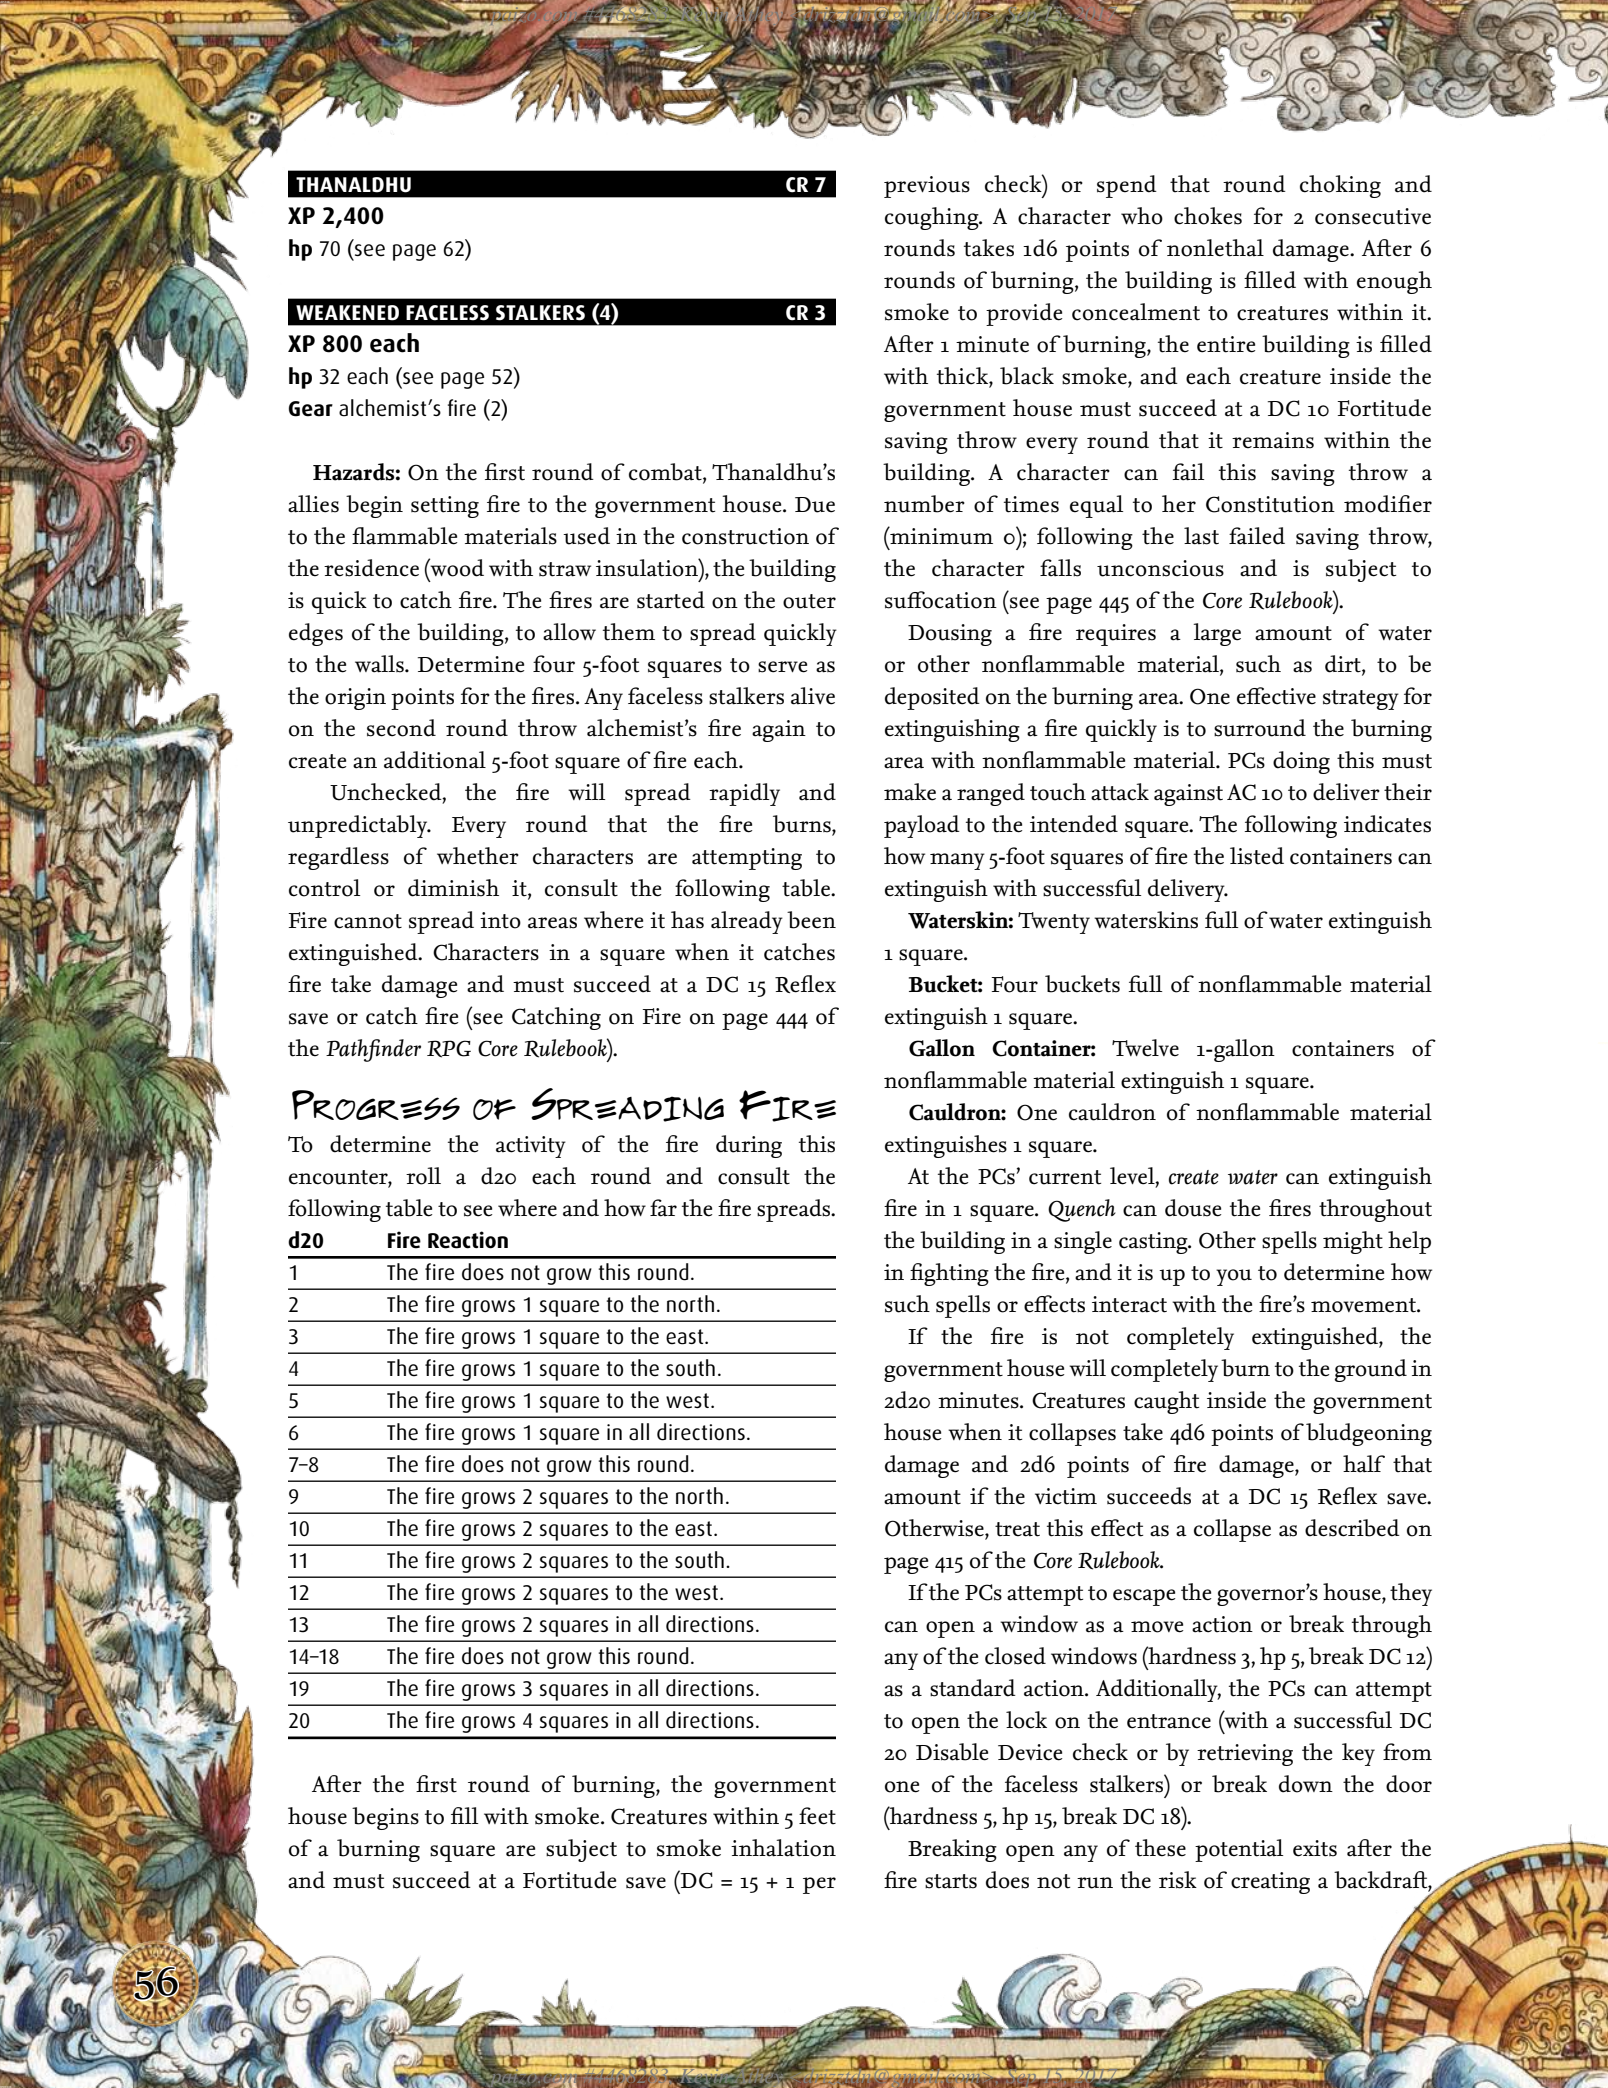 THANALDHU CR 7
XP 2,400
hp 70 (see page 62)
WEAKENED FACELESS STALKERS (4) CR 3
XP 800 each
hp 32 each (see page 52)
Gear alchemist's fire (2)
Hazards: On the first round of combat, Thanaldhu's
allies begin setting fire to the government house. Due
to the flammable materials used in the construction of
the residence (wood with straw insulation), the building
is quick to catch fire. The fires are started on the outer
edges of the building, to allow them to spread quickly
to the walls. Determine four 5-foot squares to serve as
the origin points for the fires. Any faceless stalkers alive
on the second round throw alchemist's fire again to
create an additional 5-foot square of fire each.
Unchecked, the fire will spread rapidly and
unpredictably. Every round that the fire burns,
regardless of whether characters are attempting to
control or diminish it, consult the following table.
Fire cannot spread into areas where it has already been
extinguished. Characters in a square when it catches
fire take damage and must succeed at a DC 15 Reflex
save or catch fire (see Catching on Fire on page 444 of
the Pathfinder RPG Core Rulebook).
Progress of Spreading Fire
To determine the activity of the fire during this
encounter, roll a d20 each round and consult the
following table to see where and how far the fire spreads.
d20 Fire Reaction
1 The fire does not grow this round.
2 The fire grows 1 square to the north.
3 The fire grows 1 square to the east.
4 The fire grows 1 square to the south.
5 The fire grows 1 square to the west.
6 The fire grows 1 square in all directions.
7–8 The fire does not grow this round.
9 The fire grows 2 squares to the north.
10 The fire grows 2 squares to the east.
11 The fire grows 2 squares to the south.
12 The fire grows 2 squares to the west.
13 The fire grows 2 squares in all directions.
14–18 The fire does not grow this round.
19 The fire grows 3 squares in all directions.
20 The fire grows 4 squares in all directions.
After the first round of burning, the government
house begins to fill with smoke. Creatures within 5 feet
of a burning square are subject to smoke inhalation
and must succeed at a Fortitude save (DC = 15 + 1 per
previous check) or spend that round choking and
coughing. A character who chokes for 2 consecutive
rounds takes 1d6 points of nonlethal damage. After 6
rounds of burning, the building is filled with enough
smoke to provide concealment to creatures within it.
After 1 minute of burning, the entire building is filled
with thick, black smoke, and each creature inside the
government house must succeed at a DC 10 Fortitude
saving throw every round that it remains within the
building. A character can fail this saving throw a
number of times equal to her Constitution modifier
(minimum 0); following the last failed saving throw,
the character falls unconscious and is subject to
suffocation (see page 445 of the Core Rulebook).
Dousing a fire requires a large amount of water
or other nonflammable material, such as dirt, to be
deposited on the burning area. One effective strategy for
extinguishing a fire quickly is to surround the burning
area with nonflammable material. PCs doing this must
make a ranged touch attack against AC 10 to deliver their
payload to the intended square. The following indicates
how many 5-foot squares of fire the listed containers can
extinguish with successful delivery.
Waterskin: Twenty waterskins full of water extinguish
1 square.
Bucket: Four buckets full of nonflammable material
extinguish 1 square.
Gallon Container: Twelve 1-gallon containers of
nonflammable material extinguish 1 square.
Cauldron: One cauldron of nonflammable material
extinguishes 1 square.
At the PCs' current level, create water can extinguish
fire in 1 square. Quench can douse the fires throughout
the building in a single casting. Other spells might help
in fighting the fire, and it is up to you to determine how
such spells or effects interact with the fire's movement.
If the fire is not completely extinguished, the
government house will completely burn to the ground in
2d20 minutes. Creatures caught inside the government
house when it collapses take 4d6 points of bludgeoning
damage and 2d6 points of fire damage, or half that
amount if the victim succeeds at a DC 15 Reflex save.
Otherwise, treat this effect as a collapse as described on
page 415 of the Core Rulebook.
If the PCs attempt to escape the governor's house, they
can open a window as a move action or break through
any of the closed windows (hardness 3, hp 5, break DC 12)
as a standard action. Additionally, the PCs can attempt
to open the lock on the entrance (with a successful DC
20 Disable Device check or by retrieving the key from
one of the faceless stalkers) or break down the door
(hardness 5, hp 15, break DC 18).
Breaking open any of these potential exits after the
fire starts does not run the risk of creating a backdraft,
56